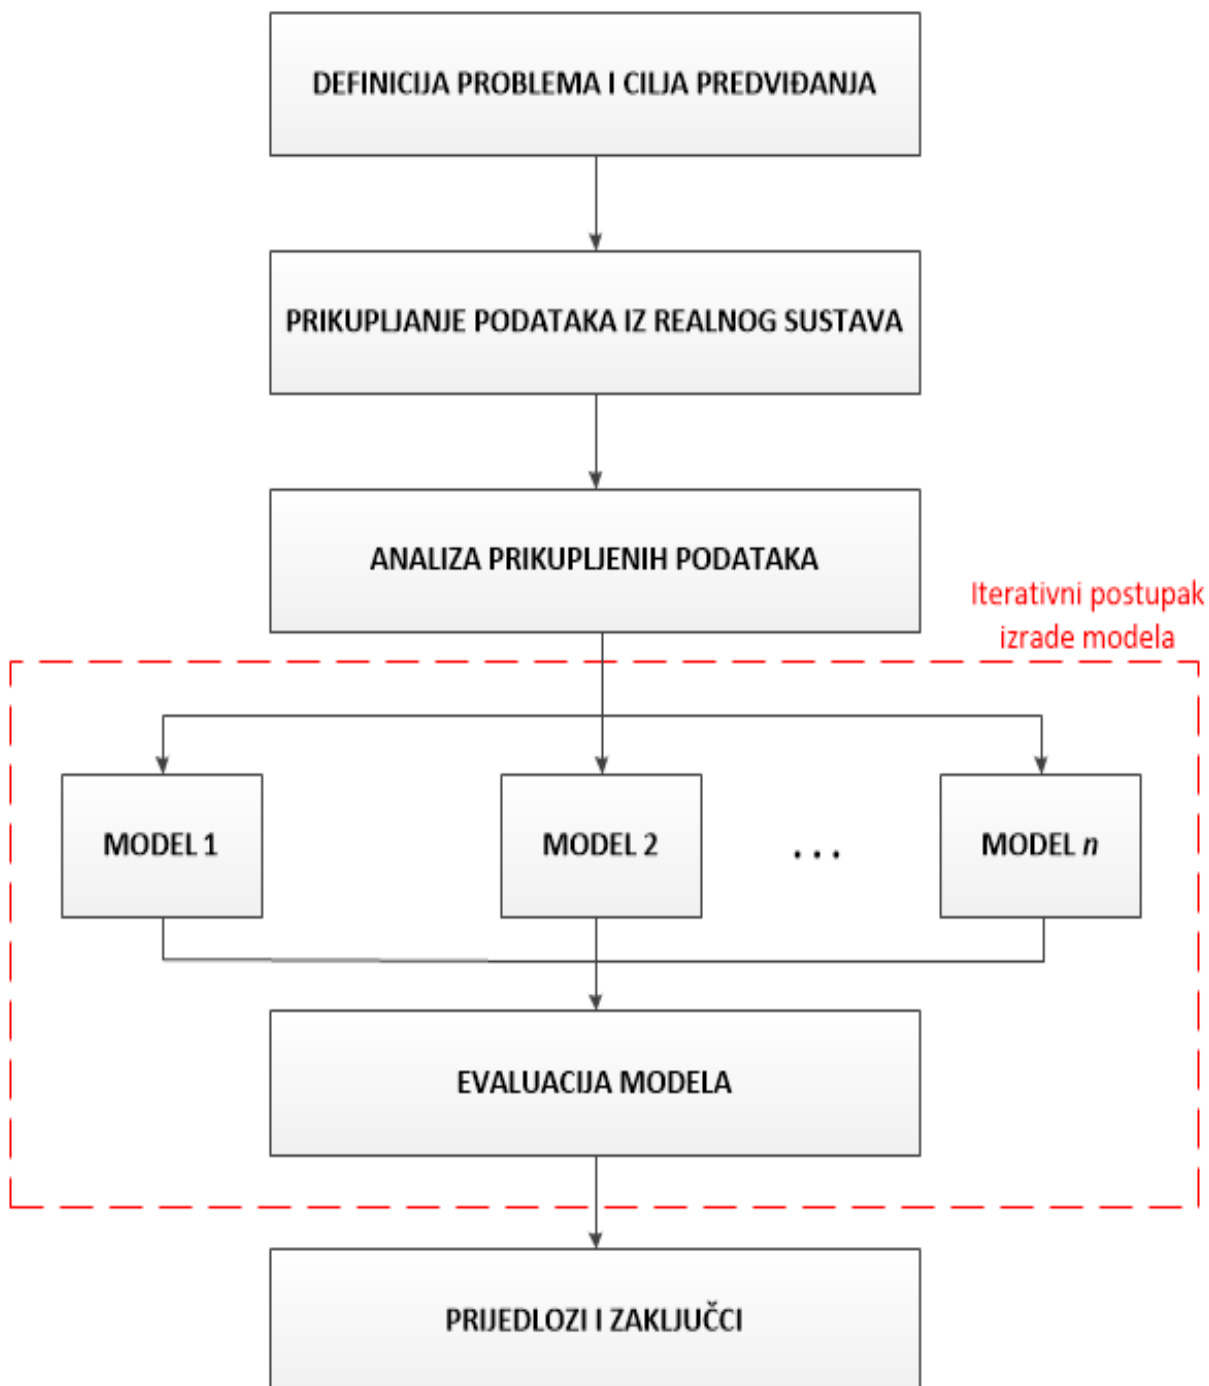 DEFINICIJA PROBLEMA I CILJA PREDVIĐANJA
PRIKUPLJANJE PODATAKA IZ REALNOG SUSTAVA
ANALIZA PRIKUPLJENIH PODATAKA
Iterativni postupak
izrade modela
MODEL 1
MODEL 2
. . .
MODEL n
EVALUACIJA MODELA
PRIJEDLOZI I ZAKLJUČCI